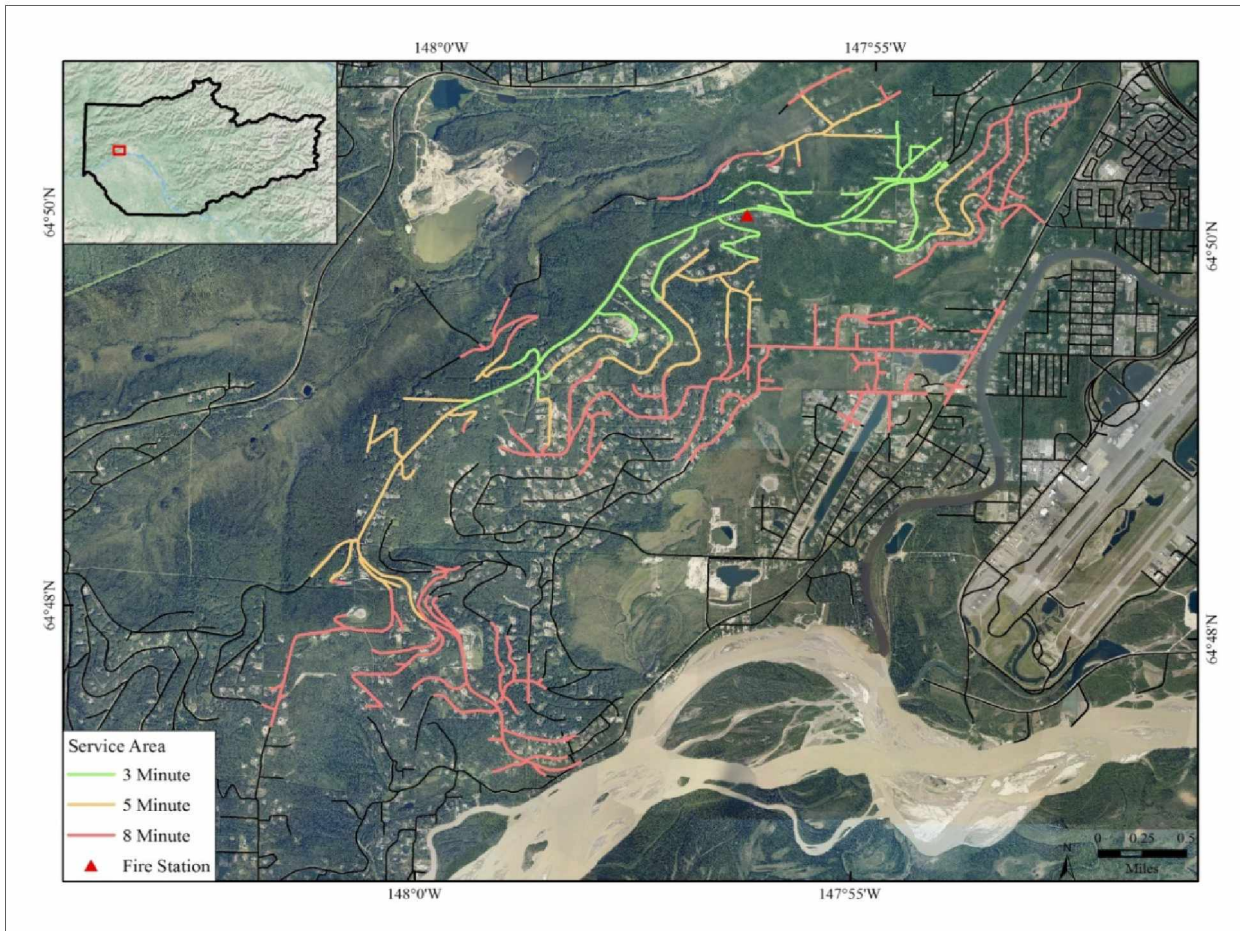 148°0'W
147°55'W
64°50'N
64°50'N
64°48'N
64°48'N
Service Area
3 Minute
5 Minute
8 Minute
Fire Station
0 0.25 0.5
N
Miles
148°0'W
147°55'W